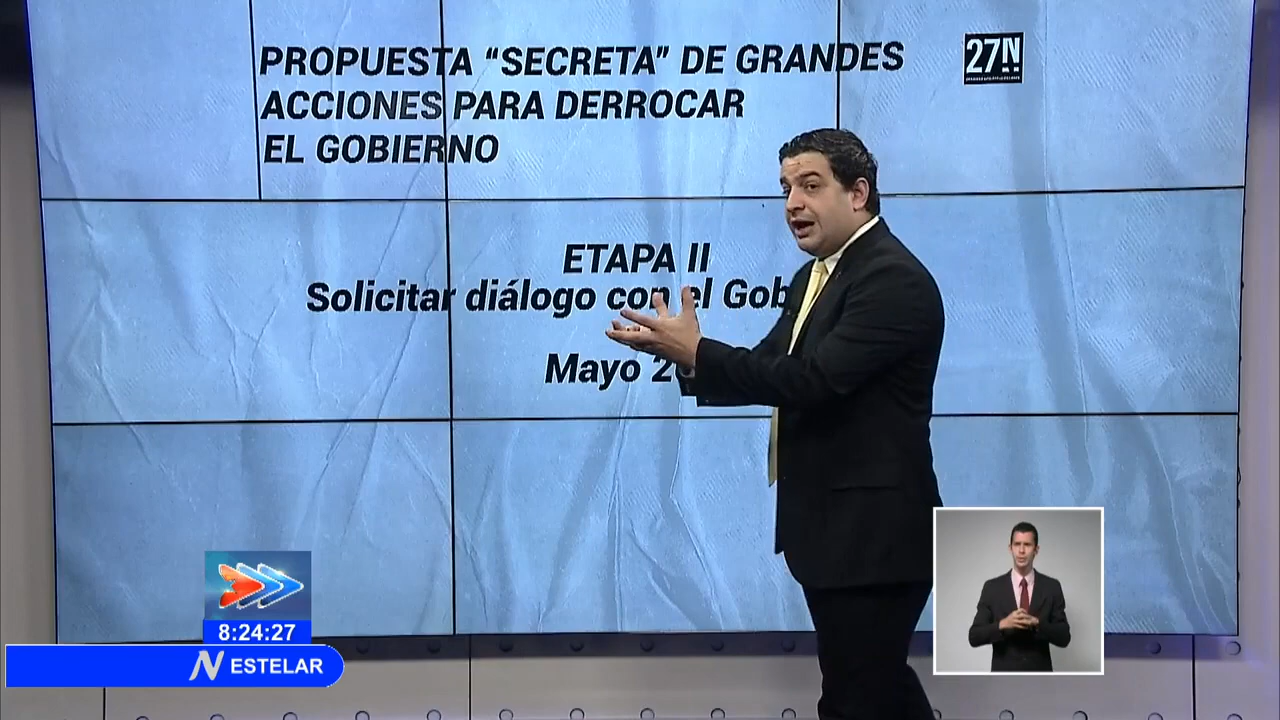 PROPUESTA “SECRETA” DE GRANDES
ACCIONES PARA DERROCAR
EL GOBIERNO
27N
ETAPA II
Solicitar diálogo con el Gob
Mayo 2
8:24:27
N ESTELAR